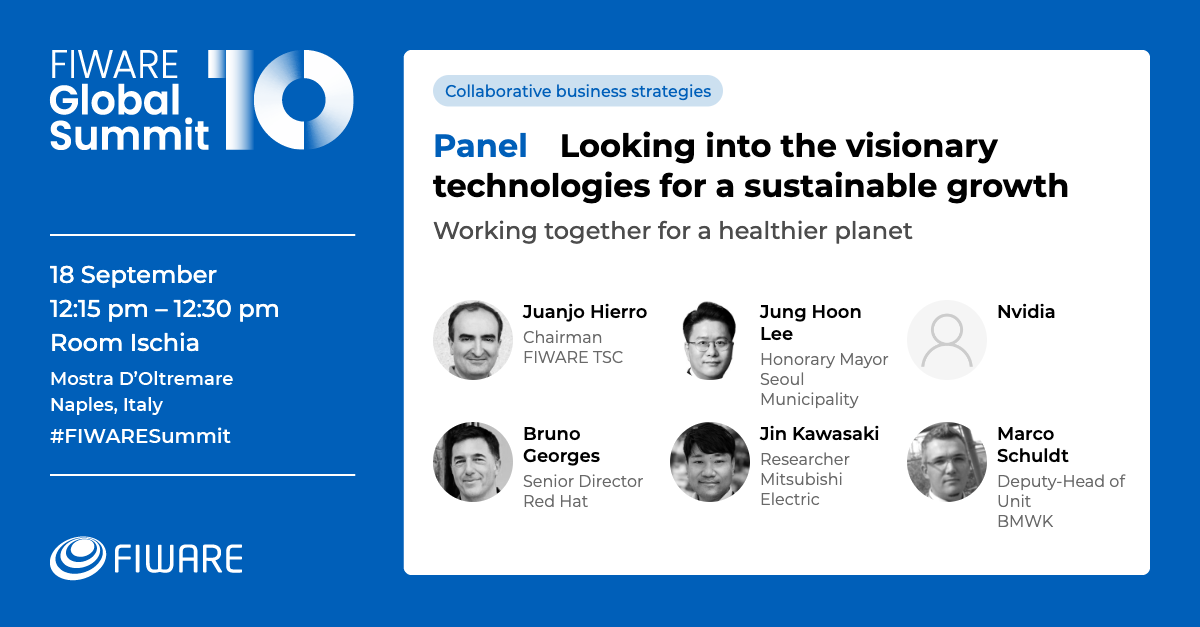 FIWARE
Global
Summit
10
18 September
12:15 pm – 12:30 pm
Room Ischia
Mostra D’Oltremare
Naples, Italy
#FIWARESummit
FIWARE
Collaborative business strategies
Panel Looking into the visionary
technologies for a sustainable growth
Working together for a healthier planet
Juanjo Hierro
Chairman
FIWARE TSC
Jung Hoon
Lee
Honorary Mayor
Seoul
Municipality
Nvidia
Bruno
Georges
Senior Director
Red Hat
Jin Kawasaki
Researcher
Mitsubishi
Electric
Marco
Schuldt
Deputy-Head of
Unit
BMWK